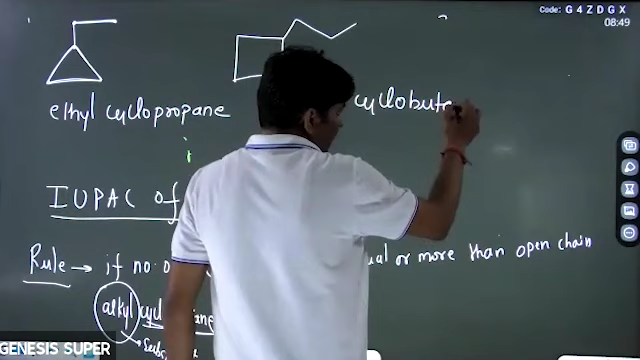 Code: G 4 Z D G X
08:49
ethyl cyclopropane
cyclobut
IUPAC of
Rule → if no. o
or more than open chain
alkyl
GENESIS SUPER